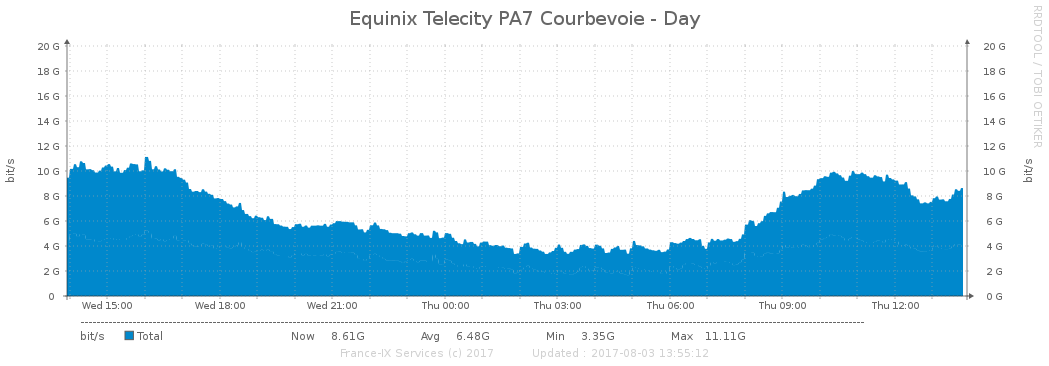 Equinix Telecity PA7 Courbevoie - Day
RRDTOOL / TOBI OETIKER
bit/s
20 G
18 G
16 G
14 G
12 G
10 G
8 G
6 G
4 G
2 G
0
20 G
18 G
16 G
14 G
12 G
10 G
8 G
6 G
4 G
2 G
0 G
bit/s
Wed 15:00 Wed 18:00 Wed 21:00 Thu 00:00 Thu 03:00 Thu 06:00 Thu 09:00 Thu 12:00
bit/s Total Now 8.61G Avg 6.48G Min 3.35G Max 11.11G
France-IX Services (c) 2017 Updated : 2017-08-03 13:55:12